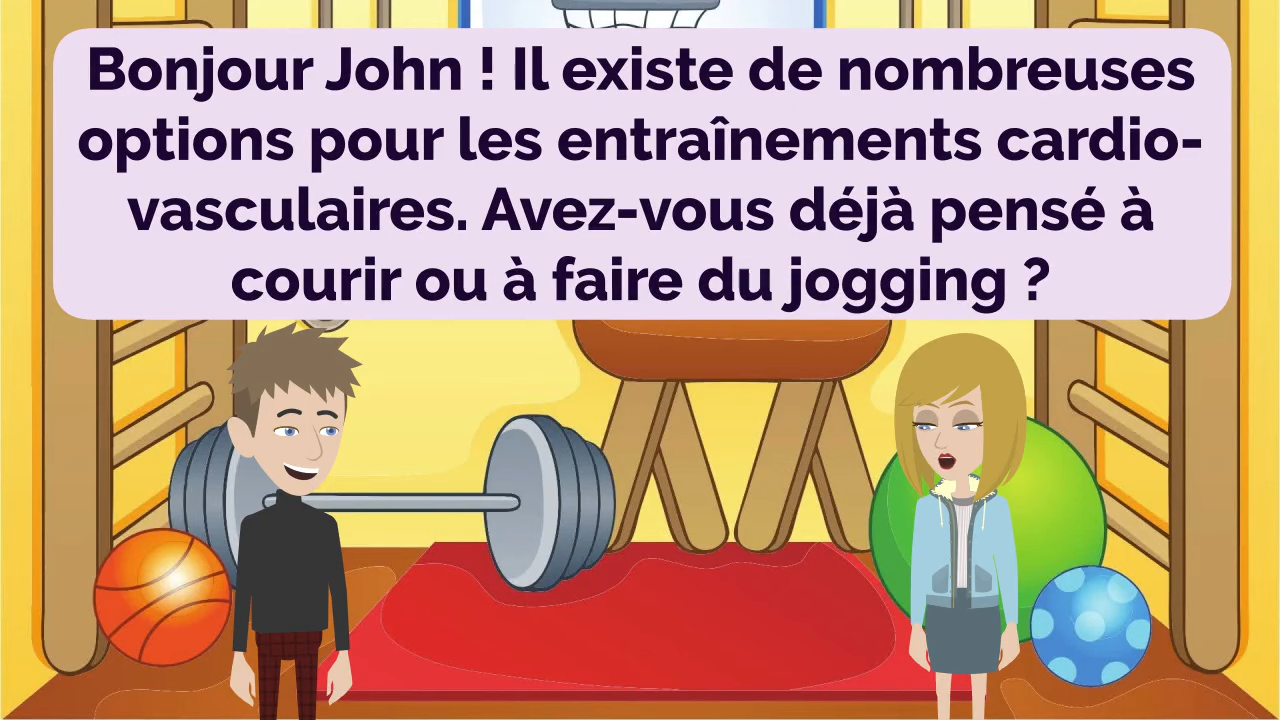 Bonjour John ! Il existe de nombreuses
options pour les entraînements cardio-
vasculaires. Avez-vous déjà pensé à
courir ou à faire du jogging ?